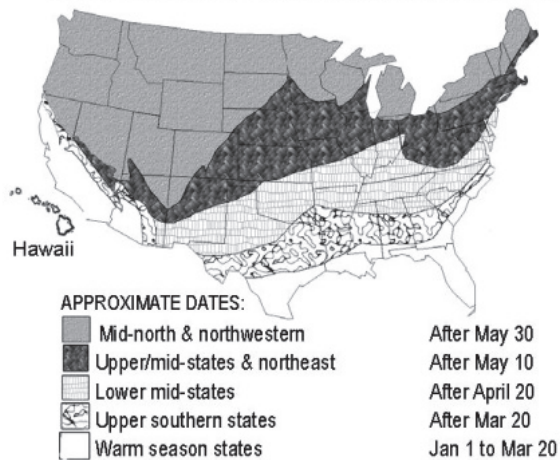 Hawaii
APPROXIMATE DATES:
Mid-north & northwestern After May 30
Upper/mid-states & northeast After May 10
Lower mid-states After April 20
Upper southern states After Mar 20
Warm season states Jan 1 to Mar 20